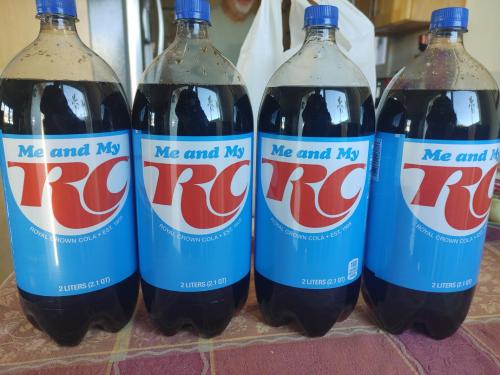 Me and My
RC
ROYAL CROWN COLA • EST. 1905
2 LITERS (2.1 QT)
Me and My
RC
ROYAL CROWN COLA • EST.
2 LITERS (2.1 QT)
Me and My
RC
ROYAL CROWN COLA • EST. 1905
2 LITERS (2.1 QT)
Me and My
RC
ROYAL CROWN COLA • EST. 1905
2 LITERS (2.1 QT)